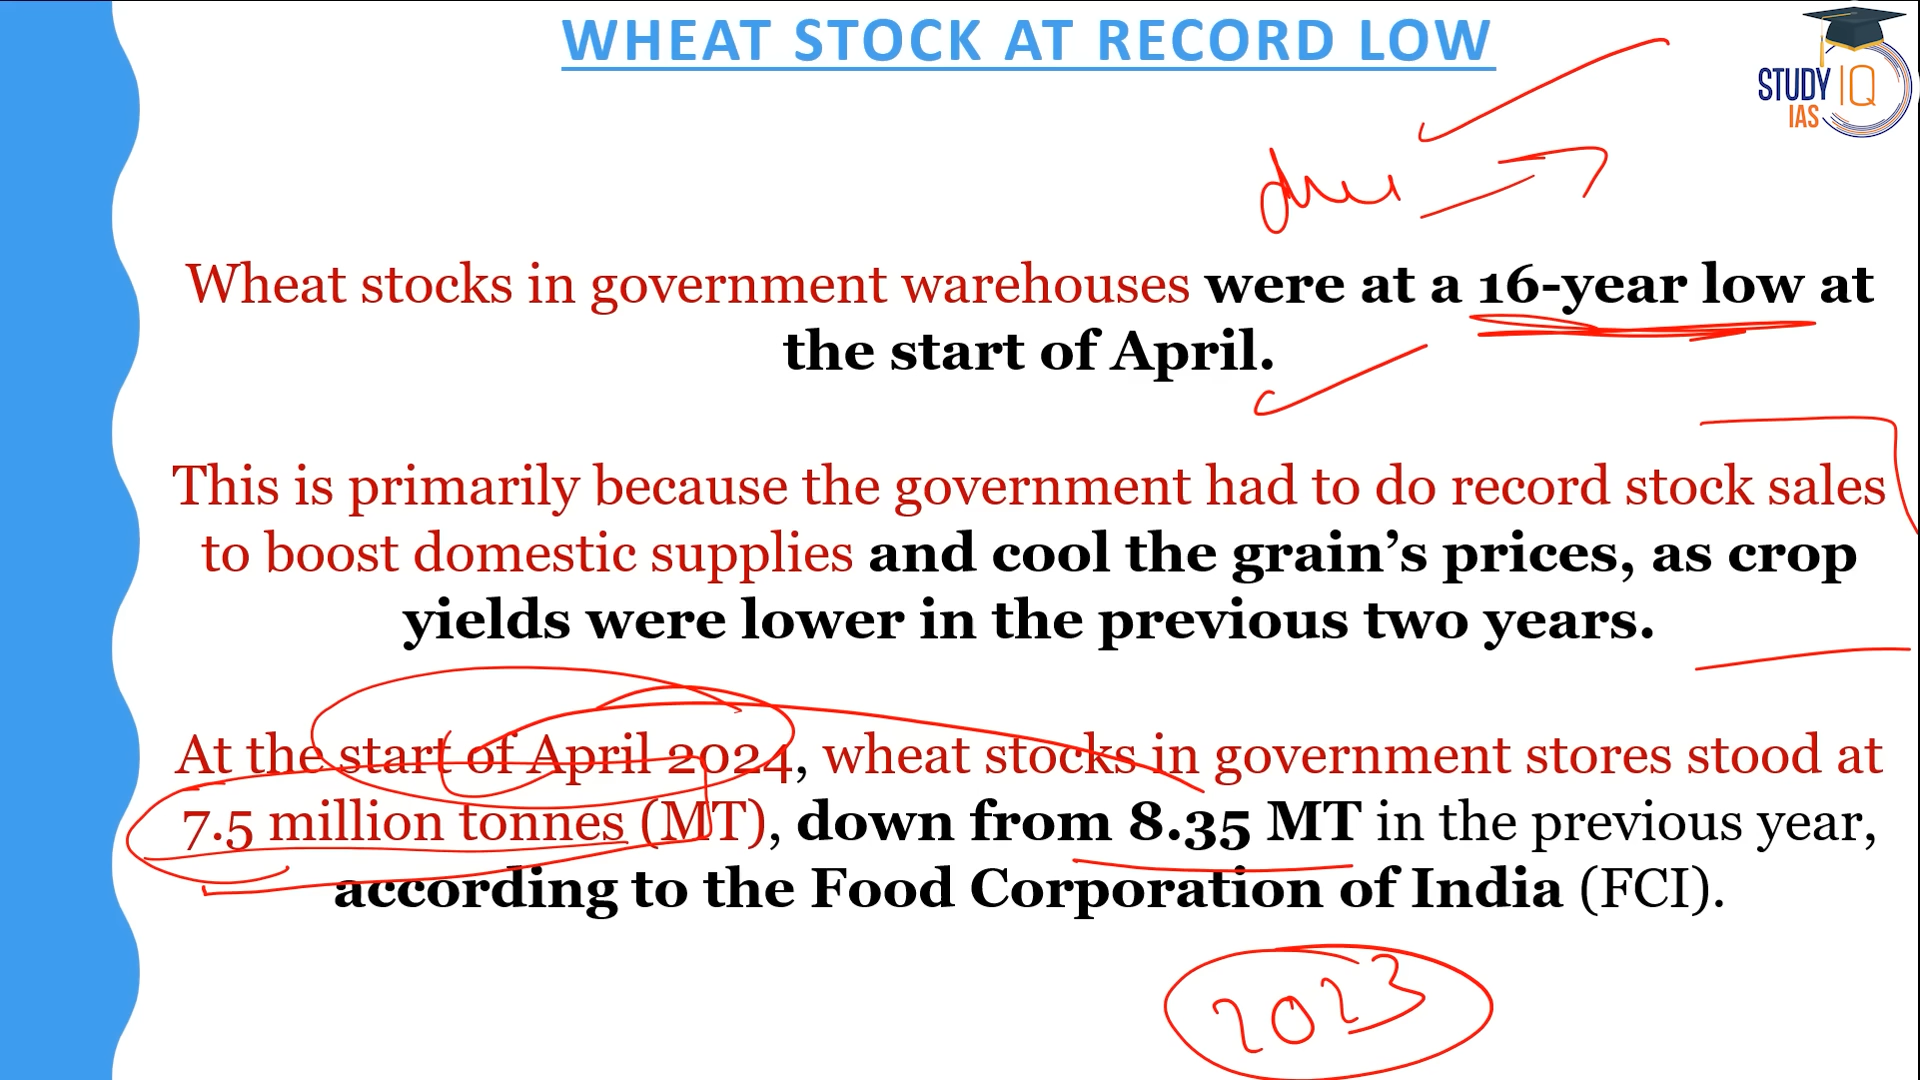 WHEAT STOCK AT RECORD LOW
STUDY IQ
IAS
Wheat stocks in government warehouses were at a 16-year low at
the start of April.
This is primarily because the government had to do record stock sales
to boost domestic supplies and cool the grain’s prices, as crop
yields were lower in the previous two years.
At the start of April 2024, wheat stocks in government stores stood at
7.5 million tonnes (MT), down from 8.35 MT in the previous year,
according to the Food Corporation of India (FCI).
2023